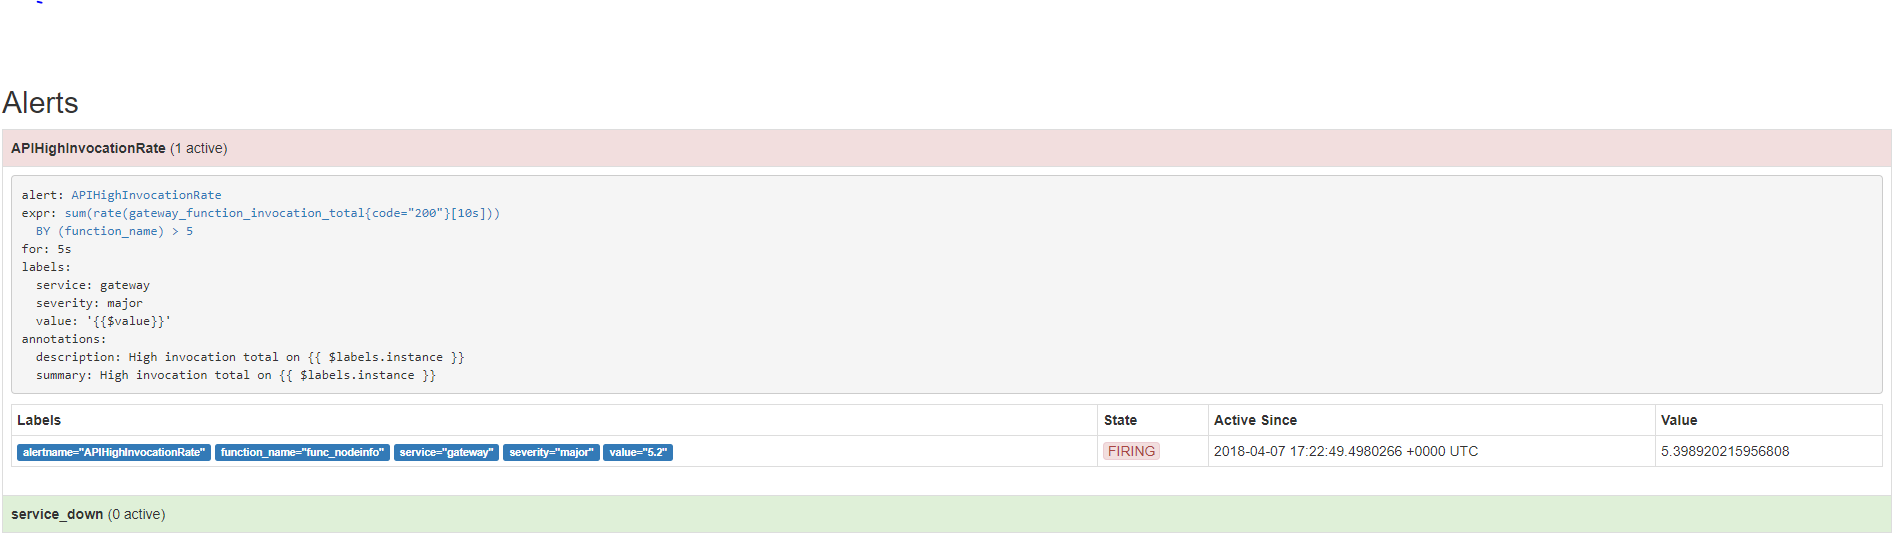 Alerts
APIHighInvocationRate (1 active)
alert: APIHighInvocationRate
expr: sum(rate(gateway_function_invocation_total{code="200"}[10s]))
  BY (function_name) > 5
for: 5s
labels:
  service: gateway
  severity: major
  value: '{{$value}}'
annotations:
  description: High invocation total on {{ $labels.instance }}
  summary: High invocation total on {{ $labels.instance }}
Labels State Active Since Value
alertname="APIHighInvocationRate" function_name="func_nodeinfo" service="gateway" severity="major" value="5.2" FIRING 2018-04-07 17:22:49.4980266 +0000 UTC 5.398920215956808
service_down (0 active)